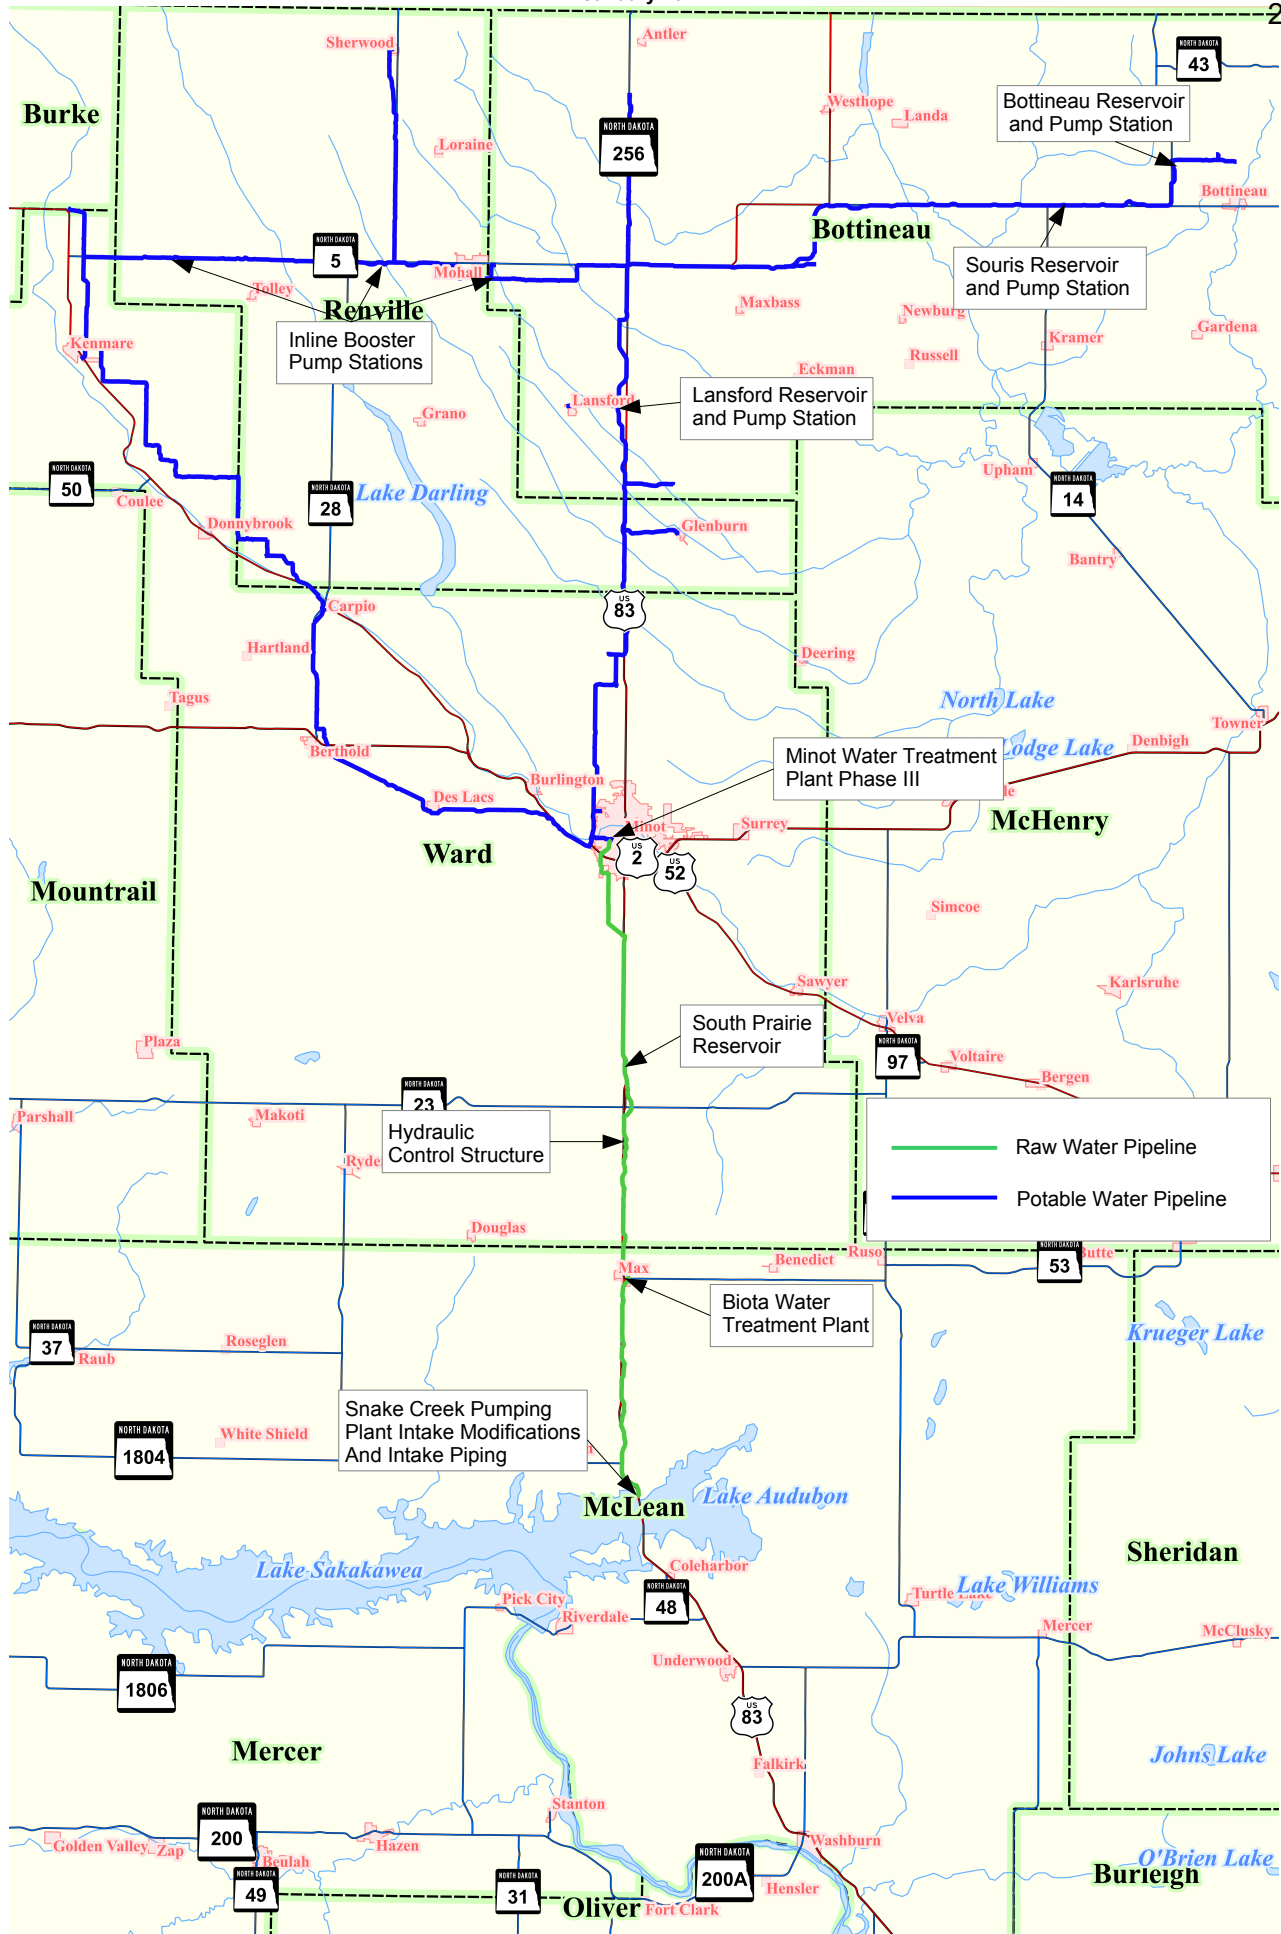 2
Sherwood
Antler
NORTH DAKOTA
43
Burke
Westhope
Landa
Bottineau Reservoir
and Pump Station
Loraine
NORTH DAKOTA
256
Bottineau
Bottineau
NORTH DAKOTA
5
Mohall
Souris Reservoir
and Pump Station
Tolley
Renville
Maxbass
Newburg
Gardena
Kenmare
Inline Booster
Pump Stations
Kramer
Russell
Eckman
Lansford
Lansford Reservoir
and Pump Station
Grano
Upham
NORTH DAKOTA
50
Coulee
NORTH DAKOTA
28
Lake Darling
NORTH DAKOTA
14
Donnybrook
Glenburn
Bantry
US
83
Carpio
Hartland
Deering
Tagus
North Lake
Towner
Berthold
Minot Water Treatment
Plant Phase III
Lodge Lake
Denbigh
Burlington
Des Lacs
Minot
Surrey
McHenry
Ward
US
2
US
52
Mountrail
Simcoe
Sawyer
Karlsruhe
Velva
South Prairie
Reservoir
Plaza
NORTH DAKOTA
97
Voltaire
Bergen
NORTH DAKOTA
23
Parshall
Makoti
Hydraulic
Control Structure
Raw Water Pipeline
Ryde
Potable Water Pipeline
Douglas
Benedict
Ruso
NORTH DAKOTA
53
Butte
Max
Biota Water
Treatment Plant
NORTH DAKOTA
37
Raub
Roseglen
Krueger Lake
Snake Creek Pumping
Plant Intake Modifications
And Intake Piping
White Shield
NORTH DAKOTA
1804
McLean
Lake Audubon
Sheridan
Lake Sakakawea
Coleharbor
Pick City
Riverdale
NORTH DAKOTA
48
Turtle Lake
Lake Williams
Mercer
McClusky
Underwood
NORTH DAKOTA
1806
US
83
Mercer
Falkirk
Johns Lake
Stanton
NORTH DAKOTA
200
Golden Valley
Zap
Hazen
Beulah
Washburn
NORTH DAKOTA
49
NORTH DAKOTA
31
NORTH DAKOTA
200A
Hensler
O'Brien Lake
Burleigh
Oliver
Fort Clark